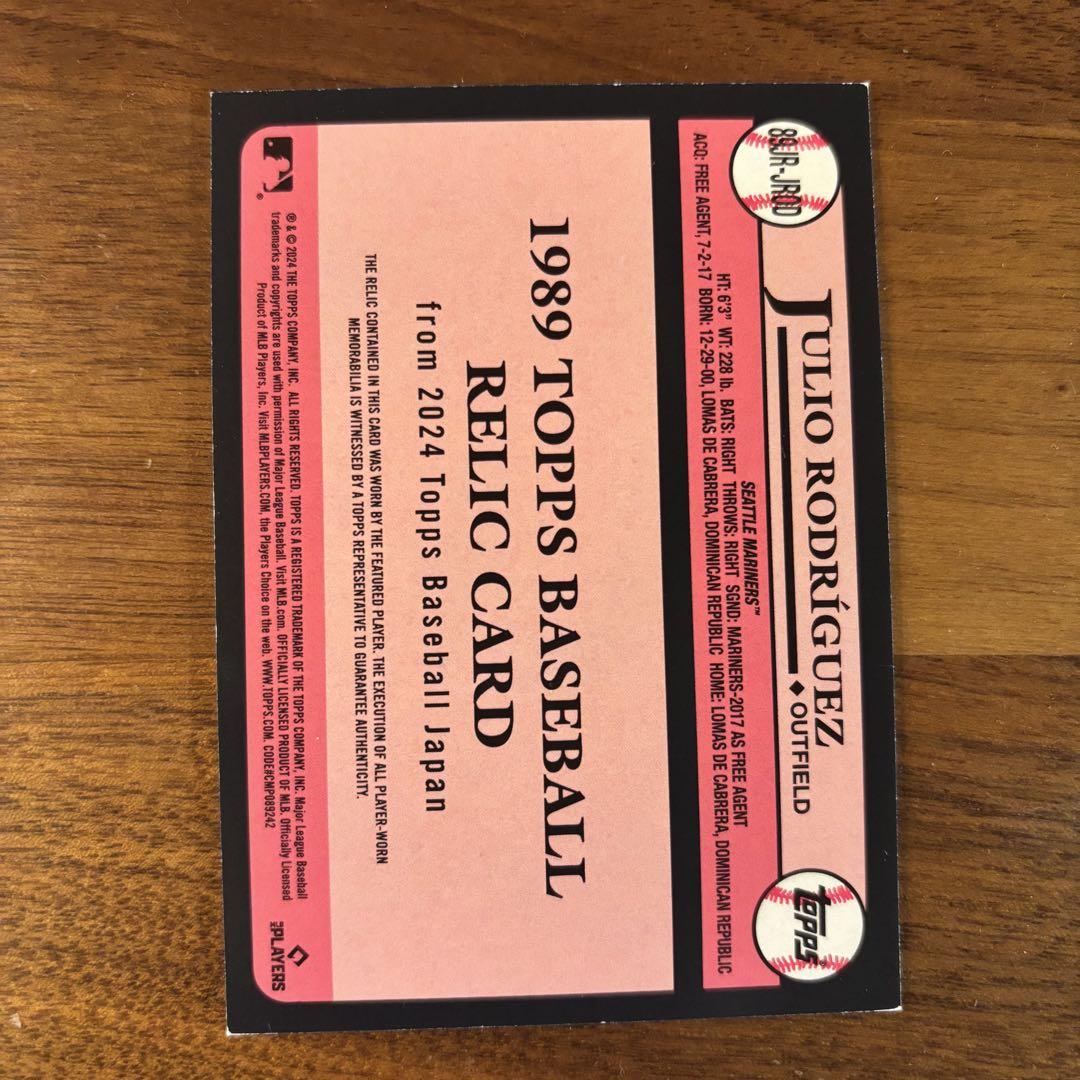 89JR-JROD
JULIO RODRÍGUEZ
♦OUTFIELD
TOPPS
SEATTLE MARINERS™
HT: 6'3" WT: 228 lb. BATS: RIGHT THROWS: RIGHT SGND: MARINERS-2017 AS FREE AGENT
ACQ: FREE AGENT, 7-2-17 BORN: 12-29-00, LOMAS DE CABRERA, DOMINICAN REPUBLIC HOME: LOMAS DE CABRERA, DOMINICAN REPUBLIC
1989 TOPPS BASEBALL
RELIC CARD
from 2024 Topps Baseball Japan
THE RELIC CONTAINED IN THIS CARD WAS WORN BY THE FEATURED PLAYER. THE EXECUTION OF ALL PLAYER-WORN
MEMORABILIA IS WITNESSED BY A TOPPS REPRESENTATIVE TO GUARANTEE AUTHENTICITY.
® & © 2024 THE TOPPS COMPANY, INC. ALL RIGHTS RESERVED. TOPPS IS A REGISTERED TRADEMARK OF THE TOPPS COMPANY, INC. Major League Baseball
trademarks and copyrights are used with permission of Major League Baseball. Visit MLB.com. OFFICIALLY LICENSED PRODUCT OF MLB. Officially Licensed
Product of MLB Players, Inc. Visit MLBPLAYERS.COM, the Players Choice on the web. WWW.TOPPS.COM. CODE#CMP089242
MLB PLAYERS